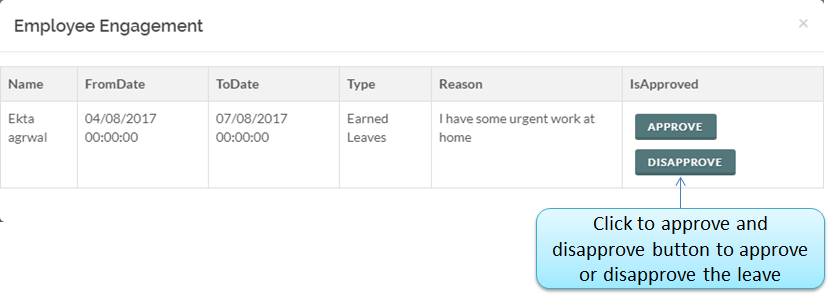 Employee Engagement ×
Name FromDate ToDate Type Reason IsApproved
Ekta 04/08/2017 07/08/2017 Earned I have some urgent work at APPROVE
agrwal 00:00:00 00:00:00 Leaves home
DISAPPROVE
Click to approve and
disapprove button to approve
or disapprove the leave